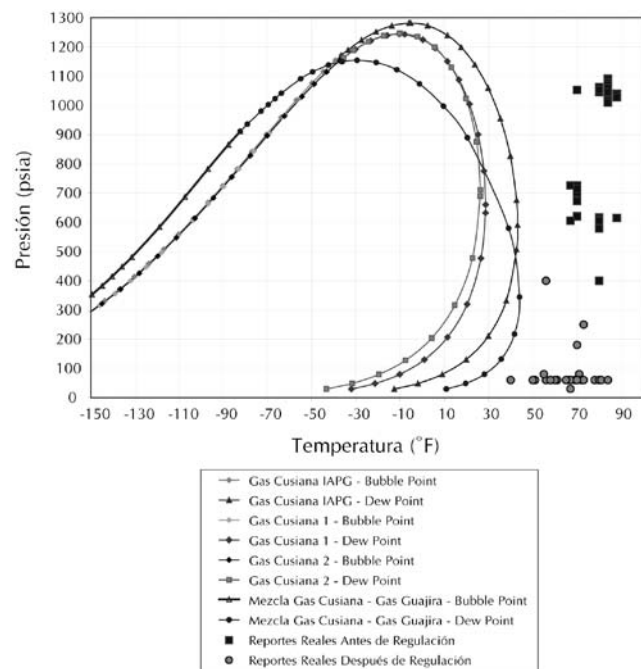 1300
1200
1100
1000
900
800
700
600
500
400
300
200
100
0
Presión (psia)
-150 -130 -110 -90 -70 -50 -30 -10 10 30 50 70 90
Temperatura (°F)
Gas Cusiana IAPG - Bubble Point
Gas Cusiana IAPG - Dew Point
Gas Cusiana 1 - Bubble Point
Gas Cusiana 1 - Dew Point
Gas Cusiana 2 - Bubble Point
Gas Cusiana 2 - Dew Point
Mezcla Gas Cusiana - Gas Guajira - Bubble Point
Mezcla Gas Cusiana - Gas Guajira - Dew Point
Reportes Reales Antes de Regulación
Reportes Reales Después de Regulación